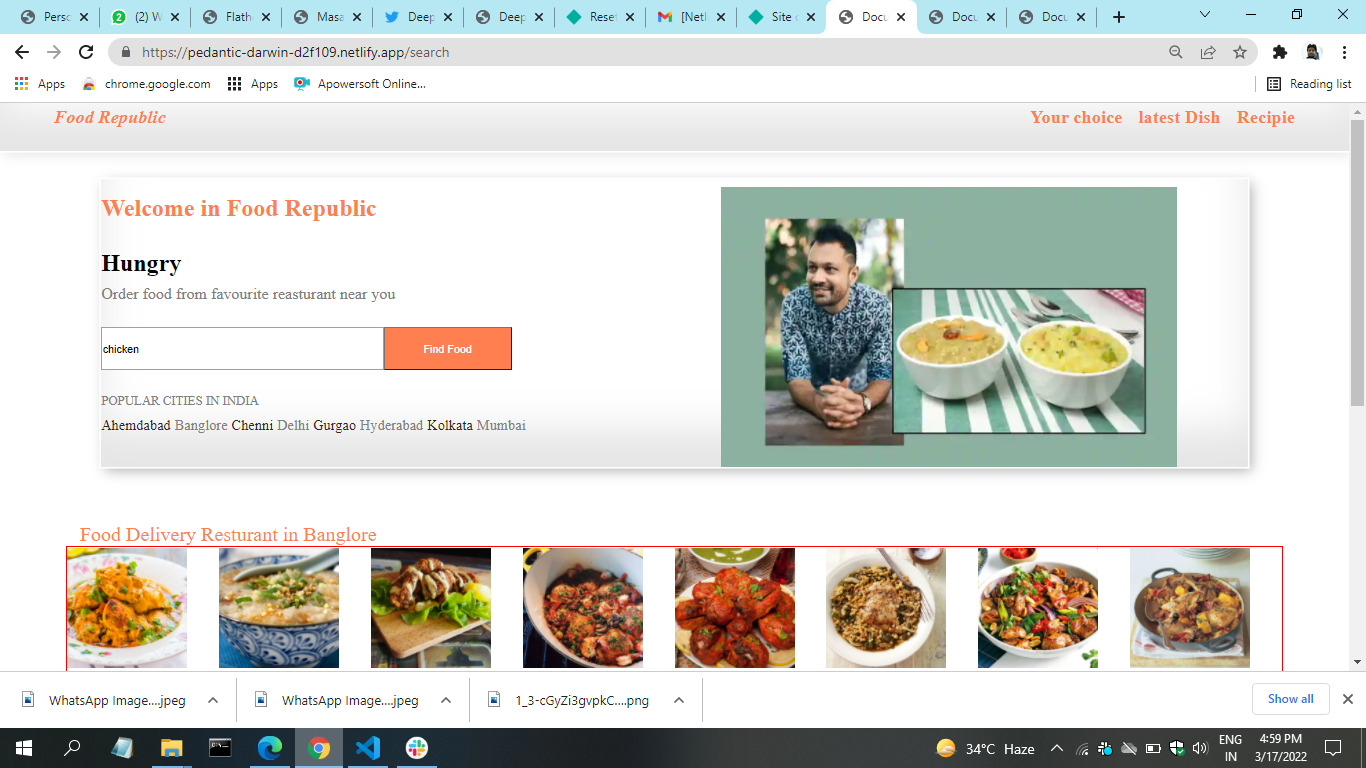 Perso
(2) W
Flath
Masa
Deep
Deep
Reset
[Netl
Site
Docu
Docu
Docu
https://pedantic-darwin-d2f109.netlify.app/search
Apps chrome.google.com Apps Apowersoft Online... Reading list
Food Republic Your choice latest Dish Recipie
Welcome in Food Republic
Hungry
Order food from favourite reasturant near you
chicken Find Food
POPULAR CITIES IN INDIA
Ahemdabad Banglore Chenni Delhi Gurgao Hyderabad Kolkata Mumbai
Food Delivery Resturant in Banglore
WhatsApp Image....jpeg WhatsApp Image....jpeg 1_3-cGyZi3gvpkC....png Show all
34°C Haze ENG 4:59 PM
IN 3/17/2022